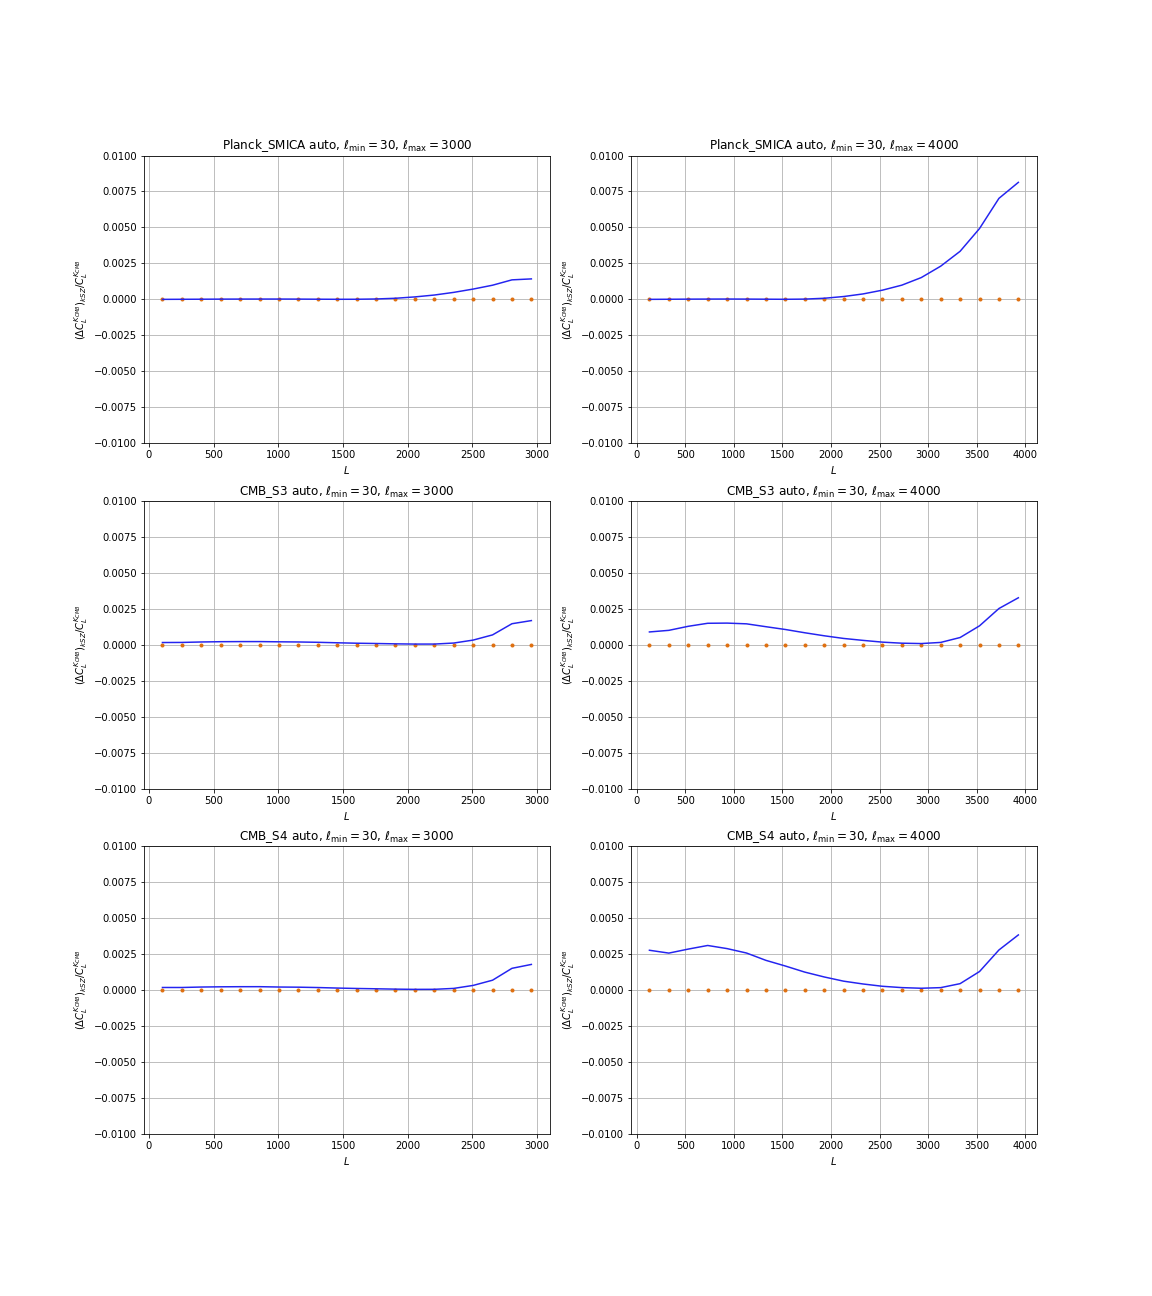 Planck_SMICA auto, ℓmin = 30, ℓmax = 3000
0.0100
0.0075
0.0050
0.0025
0.0000
−0.0025
−0.0050
−0.0075
−0.0100
(ΔC_L^{κCMB})_{kSZ}/C_L^{κCMB}
0 500 1000 1500 2000 2500 3000
L
Planck_SMICA auto, ℓmin = 30, ℓmax = 4000
0.0100
0.0075
0.0050
0.0025
0.0000
−0.0025
−0.0050
−0.0075
−0.0100
(ΔC_L^{κCMB})_{kSZ}/C_L^{κCMB}
0 500 1000 1500 2000 2500 3000 3500 4000
L
CMB_S3 auto, ℓmin = 30, ℓmax = 3000
0.0100
0.0075
0.0050
0.0025
0.0000
−0.0025
−0.0050
−0.0075
−0.0100
(ΔC_L^{κCMB})_{kSZ}/C_L^{κCMB}
0 500 1000 1500 2000 2500 3000
L
CMB_S3 auto, ℓmin = 30, ℓmax = 4000
0.0100
0.0075
0.0050
0.0025
0.0000
−0.0025
−0.0050
−0.0075
−0.0100
(ΔC_L^{κCMB})_{kSZ}/C_L^{κCMB}
0 500 1000 1500 2000 2500 3000 3500 4000
L
CMB_S4 auto, ℓmin = 30, ℓmax = 3000
0.0100
0.0075
0.0050
0.0025
0.0000
−0.0025
−0.0050
−0.0075
−0.0100
(ΔC_L^{κCMB})_{kSZ}/C_L^{κCMB}
0 500 1000 1500 2000 2500 3000
L
CMB_S4 auto, ℓmin = 30, ℓmax = 4000
0.0100
0.0075
0.0050
0.0025
0.0000
−0.0025
−0.0050
−0.0075
−0.0100
(ΔC_L^{κCMB})_{kSZ}/C_L^{κCMB}
0 500 1000 1500 2000 2500 3000 3500 4000
L